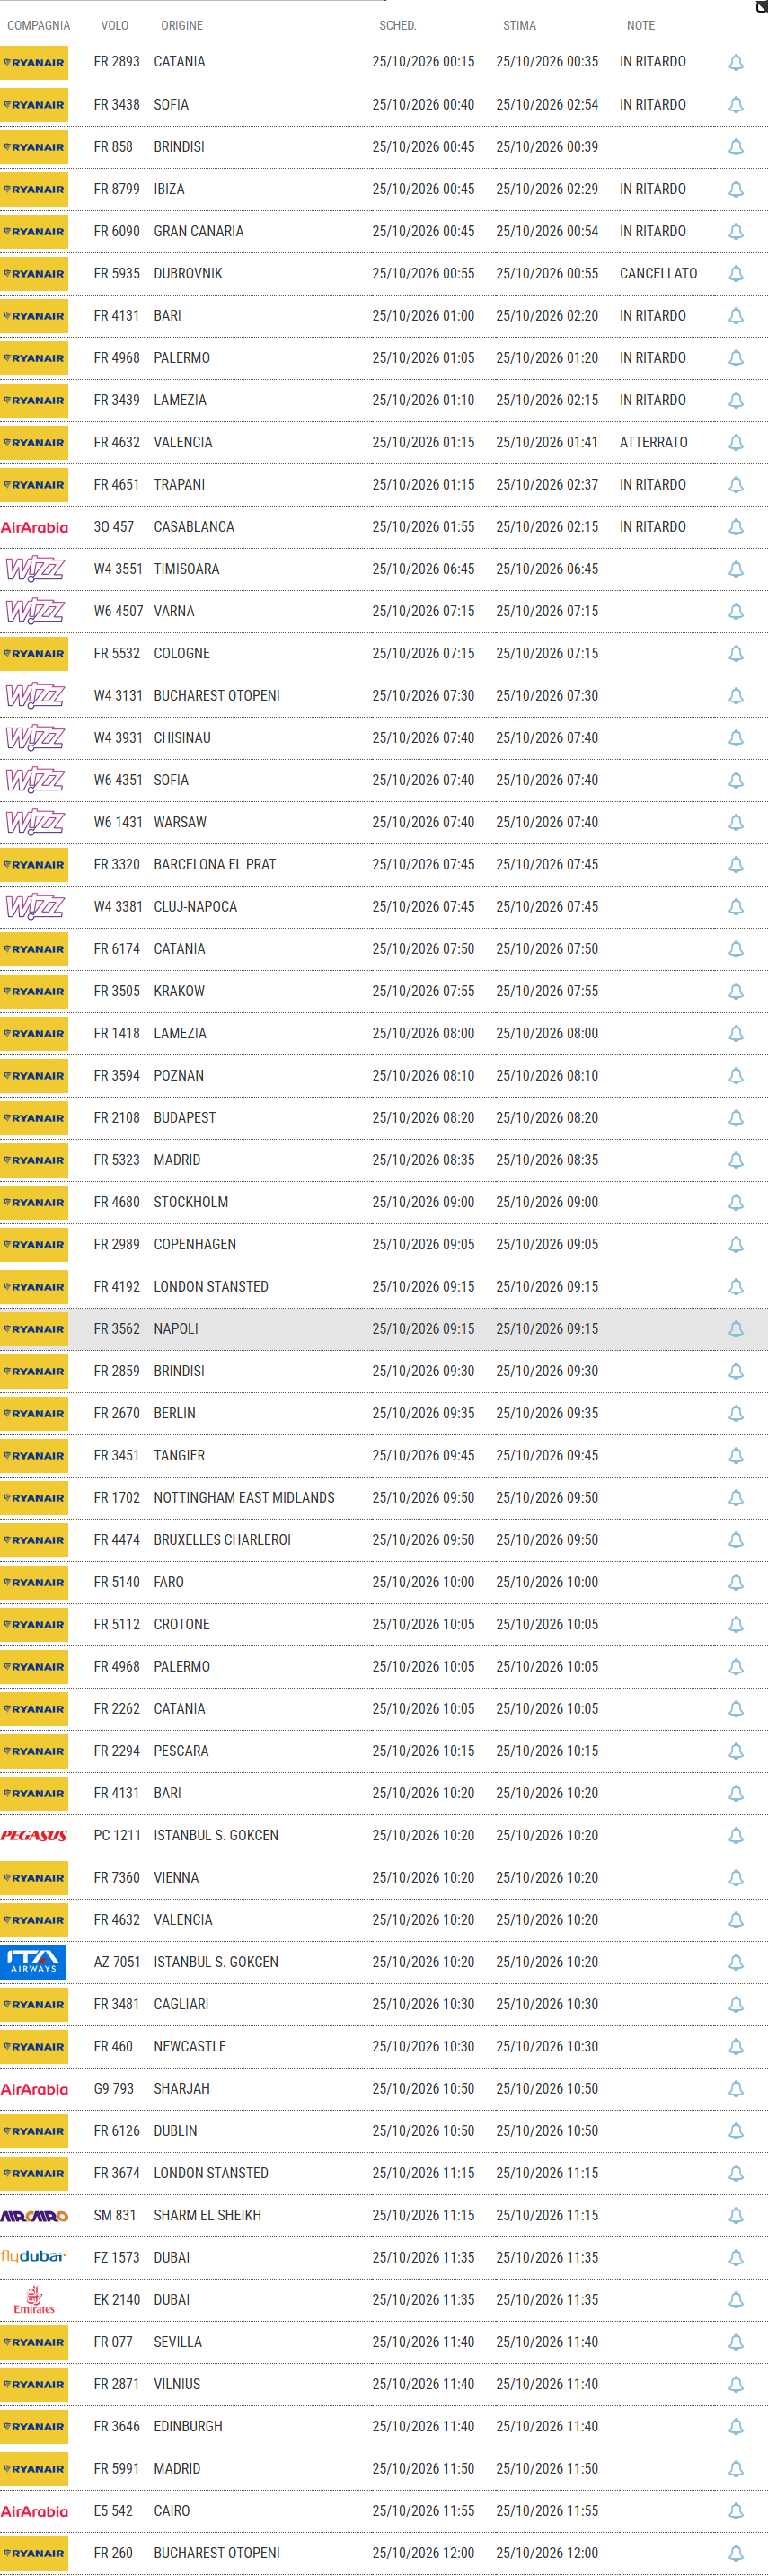 COMPAGNIA VOLO ORIGINE SCHED. STIMA NOTE
RYANAIR FR 2893 CATANIA 25/10/2026 00:15 25/10/2026 00:35 IN RITARDO
RYANAIR FR 3438 SOFIA 25/10/2026 00:40 25/10/2026 02:54 IN RITARDO
RYANAIR FR 858 BRINDISI 25/10/2026 00:45 25/10/2026 00:39
RYANAIR FR 8799 IBIZA 25/10/2026 00:45 25/10/2026 02:29 IN RITARDO
RYANAIR FR 6090 GRAN CANARIA 25/10/2026 00:45 25/10/2026 00:54 IN RITARDO
RYANAIR FR 5935 DUBROVNIK 25/10/2026 00:55 25/10/2026 00:55 CANCELLATO
RYANAIR FR 4131 BARI 25/10/2026 01:00 25/10/2026 02:20 IN RITARDO
RYANAIR FR 4968 PALERMO 25/10/2026 01:05 25/10/2026 01:20 IN RITARDO
RYANAIR FR 3439 LAMEZIA 25/10/2026 01:10 25/10/2026 02:15 IN RITARDO
RYANAIR FR 4632 VALENCIA 25/10/2026 01:15 25/10/2026 01:41 ATTERRATO
RYANAIR FR 4651 TRAPANI 25/10/2026 01:15 25/10/2026 02:37 IN RITARDO
AirArabia 3O 457 CASABLANCA 25/10/2026 01:55 25/10/2026 02:15 IN RITARDO
WIZZ W4 3551 TIMISOARA 25/10/2026 06:45 25/10/2026 06:45
WIZZ W6 4507 VARNA 25/10/2026 07:15 25/10/2026 07:15
RYANAIR FR 5532 COLOGNE 25/10/2026 07:15 25/10/2026 07:15
WIZZ W4 3131 BUCHAREST OTOPENI 25/10/2026 07:30 25/10/2026 07:30
WIZZ W4 3931 CHISINAU 25/10/2026 07:40 25/10/2026 07:40
WIZZ W6 4351 SOFIA 25/10/2026 07:40 25/10/2026 07:40
WIZZ W6 1431 WARSAW 25/10/2026 07:40 25/10/2026 07:40
RYANAIR FR 3320 BARCELONA EL PRAT 25/10/2026 07:45 25/10/2026 07:45
WIZZ W4 3381 CLUJ-NAPOCA 25/10/2026 07:45 25/10/2026 07:45
RYANAIR FR 6174 CATANIA 25/10/2026 07:50 25/10/2026 07:50
RYANAIR FR 3505 KRAKOW 25/10/2026 07:55 25/10/2026 07:55
RYANAIR FR 1418 LAMEZIA 25/10/2026 08:00 25/10/2026 08:00
RYANAIR FR 3594 POZNAN 25/10/2026 08:10 25/10/2026 08:10
RYANAIR FR 2108 BUDAPEST 25/10/2026 08:20 25/10/2026 08:20
RYANAIR FR 5323 MADRID 25/10/2026 08:35 25/10/2026 08:35
RYANAIR FR 4680 STOCKHOLM 25/10/2026 09:00 25/10/2026 09:00
RYANAIR FR 2989 COPENHAGEN 25/10/2026 09:05 25/10/2026 09:05
RYANAIR FR 4192 LONDON STANSTED 25/10/2026 09:15 25/10/2026 09:15
RYANAIR FR 3562 NAPOLI 25/10/2026 09:15 25/10/2026 09:15
RYANAIR FR 2859 BRINDISI 25/10/2026 09:30 25/10/2026 09:30
RYANAIR FR 2670 BERLIN 25/10/2026 09:35 25/10/2026 09:35
RYANAIR FR 3451 TANGIER 25/10/2026 09:45 25/10/2026 09:45
RYANAIR FR 1702 NOTTINGHAM EAST MIDLANDS 25/10/2026 09:50 25/10/2026 09:50
RYANAIR FR 4474 BRUXELLES CHARLEROI 25/10/2026 09:50 25/10/2026 09:50
RYANAIR FR 5140 FARO 25/10/2026 10:00 25/10/2026 10:00
RYANAIR FR 5112 CROTONE 25/10/2026 10:05 25/10/2026 10:05
RYANAIR FR 4968 PALERMO 25/10/2026 10:05 25/10/2026 10:05
RYANAIR FR 2262 CATANIA 25/10/2026 10:05 25/10/2026 10:05
RYANAIR FR 2294 PESCARA 25/10/2026 10:15 25/10/2026 10:15
RYANAIR FR 4131 BARI 25/10/2026 10:20 25/10/2026 10:20
PEGASUS PC 1211 ISTANBUL S. GOKCEN 25/10/2026 10:20 25/10/2026 10:20
RYANAIR FR 7360 VIENNA 25/10/2026 10:20 25/10/2026 10:20
RYANAIR FR 4632 VALENCIA 25/10/2026 10:20 25/10/2026 10:20
ITA AIRWAYS AZ 7051 ISTANBUL S. GOKCEN 25/10/2026 10:20 25/10/2026 10:20
RYANAIR FR 3481 CAGLIARI 25/10/2026 10:30 25/10/2026 10:30
RYANAIR FR 460 NEWCASTLE 25/10/2026 10:30 25/10/2026 10:30
AirArabia G9 793 SHARJAH 25/10/2026 10:50 25/10/2026 10:50
RYANAIR FR 6126 DUBLIN 25/10/2026 10:50 25/10/2026 10:50
RYANAIR FR 3674 LONDON STANSTED 25/10/2026 11:15 25/10/2026 11:15
AIRCAIRO SM 831 SHARM EL SHEIKH 25/10/2026 11:15 25/10/2026 11:15
flydubai FZ 1573 DUBAI 25/10/2026 11:35 25/10/2026 11:35
Emirates EK 2140 DUBAI 25/10/2026 11:35 25/10/2026 11:35
RYANAIR FR 077 SEVILLA 25/10/2026 11:40 25/10/2026 11:40
RYANAIR FR 2871 VILNIUS 25/10/2026 11:40 25/10/2026 11:40
RYANAIR FR 3646 EDINBURGH 25/10/2026 11:40 25/10/2026 11:40
RYANAIR FR 5991 MADRID 25/10/2026 11:50 25/10/2026 11:50
AirArabia E5 542 CAIRO 25/10/2026 11:55 25/10/2026 11:55
RYANAIR FR 260 BUCHAREST OTOPENI 25/10/2026 12:00 25/10/2026 12:00